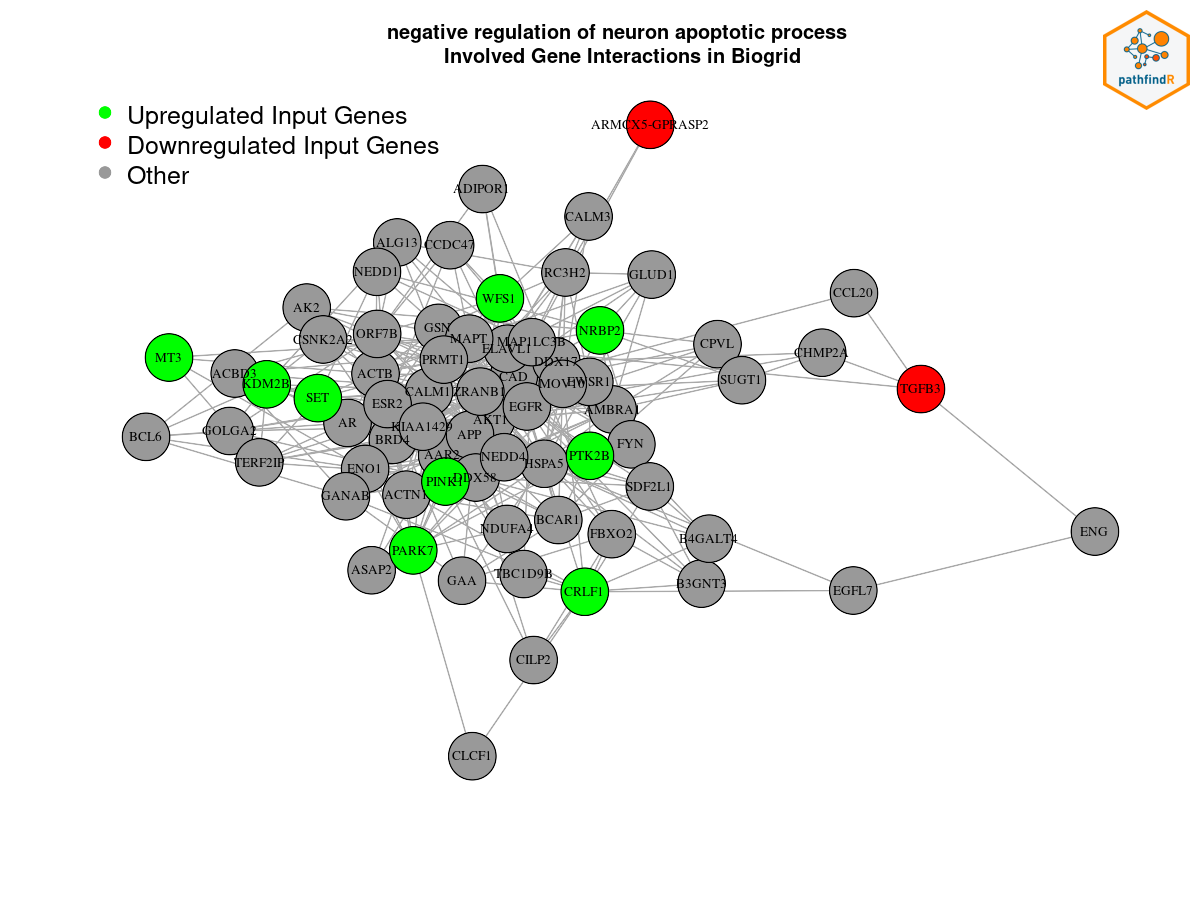 negative regulation of neuron apoptotic process
Involved Gene Interactions in Biogrid
pathfindR
Upregulated Input Genes
Downregulated Input Genes
Other
ARMCX5-GPRASP2
ADIPOR1
CALM3
ALG13
CCDC47
NEDD1
RC3H2
GLUD1
CCL20
WFS1
AK2
GSN
NRBP2
ORF7B
CSNK2A2
MAPT
MAP1LC3B
ELAVL1
CPVL
CHMP2A
MT3
PRMT1
DDX17
ACBD3
ACTB
CAD
KDM2B
MOV10
EWSR1
SUGT1
TGFB3
SET
ESR2
CALM1
ZRANB1
EGFR
AMBRA1
AR
KIAA1429
AKT1
BCL6
GOLGA2
BRD4
APP
FYN
TERF2IP
ENO1
AAR2
NEDD4
HSPA5
PTK2B
GANAB
ACTN1
PINK1
DDX58
SDF2L1
NDUFA4
BCAR1
FBXO2
B4GALT4
ENG
PARK7
ASAP2
GAA
TBC1D9B
CRLF1
B3GNT3
EGFL7
CILP2
CLCF1